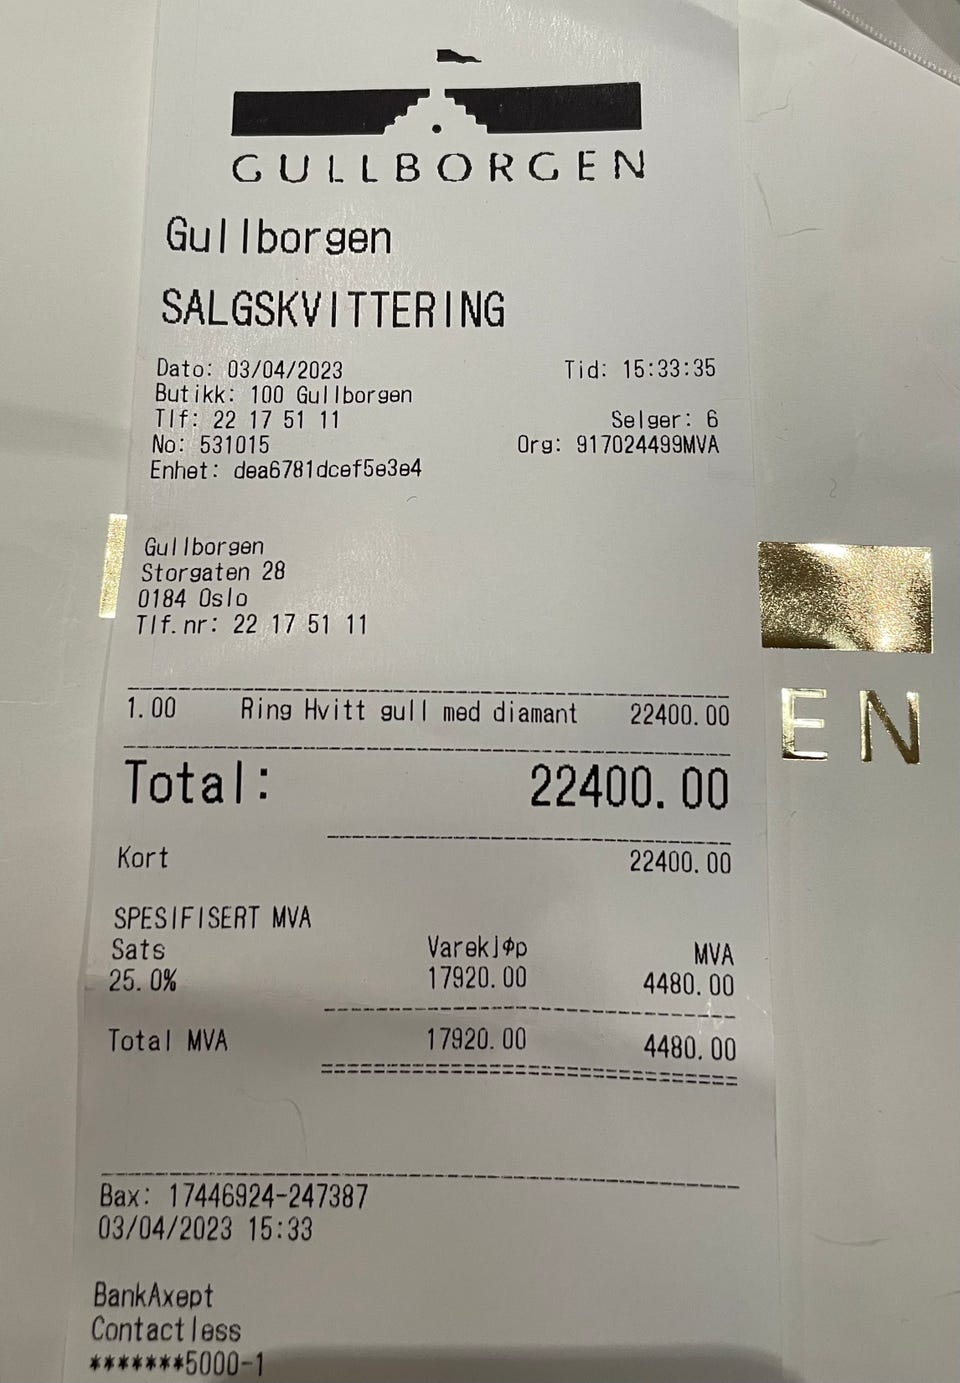 GULLBORGEN
Gullborgen
SALGSKVITTERING
Dato: 03/04/2023 Tid: 15:33:35
Butikk: 100 Gullborgen
Tlf: 22 17 51 11 Selger: 6
No: 531015 Org: 917024499MVA
Enhet: dea6781dcef5e3e4
Gullborgen
Storgaten 28
0184 Oslo
Tlf.nr: 22 17 51 11
1.00 Ring Hvitt gull med diamant 22400.00
Total: 22400.00
Kort 22400.00
SPESIFISERT MVA
Sats Varekjøp MVA
25.0% 17920.00 4480.00
Total MVA 17920.00 4480.00
Bax: 17446924-247387
03/04/2023 15:33
BankAxept
Contactless
*******5000-1
EN